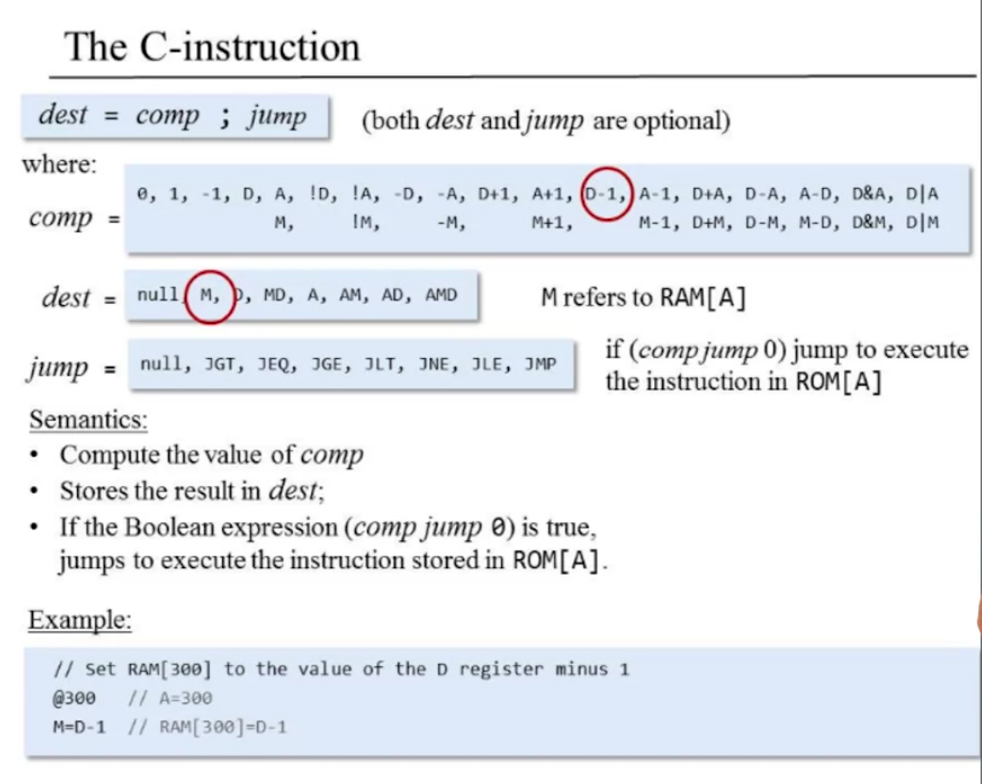 The C-instruction
dest = comp ; jump (both dest and jump are optional)
where:
comp =
0, 1, -1, D, A, !D, !A, -D, -A, D+1, A+1, D-1, A-1, D+A, D-A, A-D, D&A, D|A
M, !M, -M, M+1, M-1, D+M, D-M, M-D, D&M, D|M
dest = null, M, D, MD, A, AM, AD, AMD M refers to RAM[A]
jump = null, JGT, JEQ, JGE, JLT, JNE, JLE, JMP
if (comp jump 0) jump to execute
the instruction in ROM[A]
Semantics:
• Compute the value of comp
• Stores the result in dest;
• If the Boolean expression (comp jump 0) is true,
jumps to execute the instruction stored in ROM[A].
Example:
// Set RAM[300] to the value of the D register minus 1
@300 // A=300
M=D-1 // RAM[300]=D-1